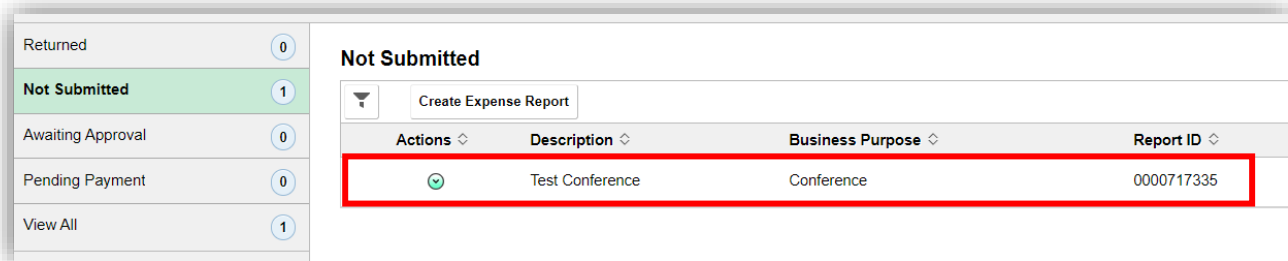 Returned 0
Not Submitted 1
Awaiting Approval 0
Pending Payment 0
View All 1
Not Submitted
Create Expense Report
Actions Description Business Purpose Report ID
Test Conference Conference 0000717335